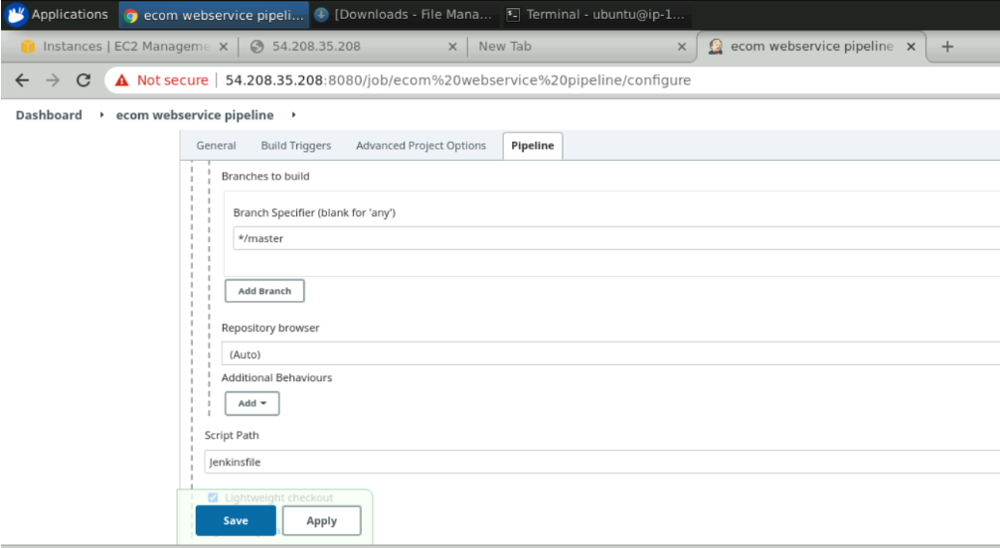 Applications ecom webservice pipeli... [Downloads - File Mana... Terminal - ubuntu@ip-1...
Instances | EC2 Manageme 54.208.35.208 New Tab ecom webservice pipeline
Not secure 54.208.35.208:8080/job/ecom%20webservice%20pipeline/configure
Dashboard ecom webservice pipeline
General Build Triggers Advanced Project Options Pipeline
Branches to build
Branch Specifier (blank for 'any')
*/master
Add Branch
Repository browser
(Auto)
Additional Behaviours
Add
Script Path
Jenkinsfile
Lightweight checkout
Save Apply